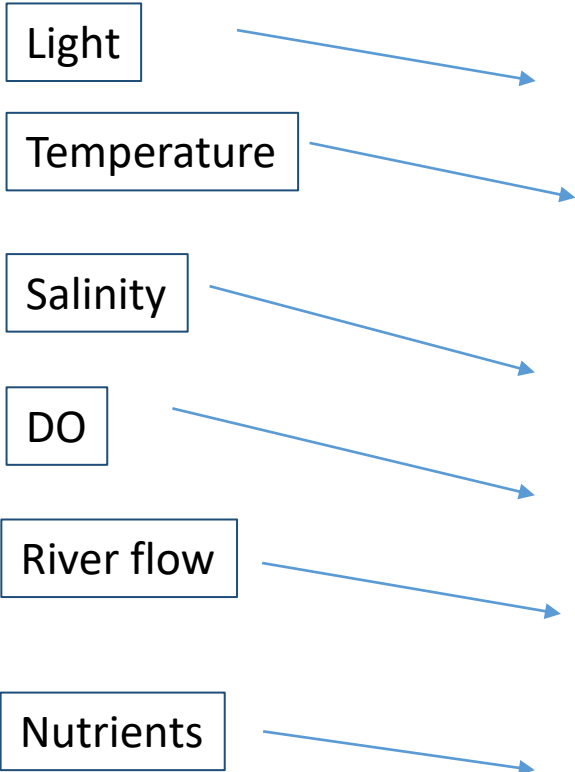 Light
Temperature
Salinity
DO
River flow
Nutrients